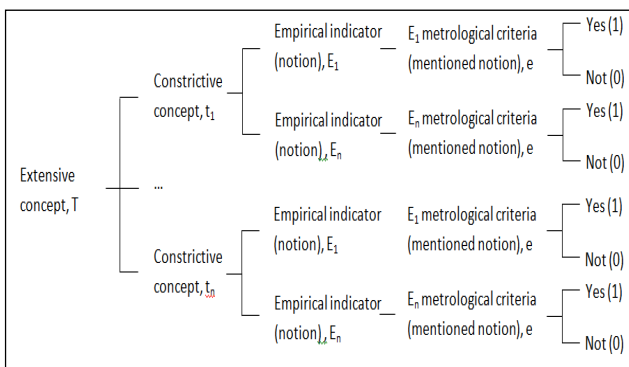 Empirical indicator
(notion), E₁
E₁ metrological criteria
(mentioned notion), e
Yes (1)
Not (0)
Constrictive
concept, t₁
Empirical indicator
(notion), Eₙ
Eₙ metrological criteria
(mentioned notion), e
Yes (1)
Not (0)
Extensive
concept, T
...
Constrictive
concept, tₙ
Empirical indicator
(notion), E₁
E₁ metrological criteria
(mentioned notion), e
Yes (1)
Not (0)
Empirical indicator
(notion), Eₙ
Eₙ metrological criteria
(mentioned notion), e
Yes (1)
Not (0)